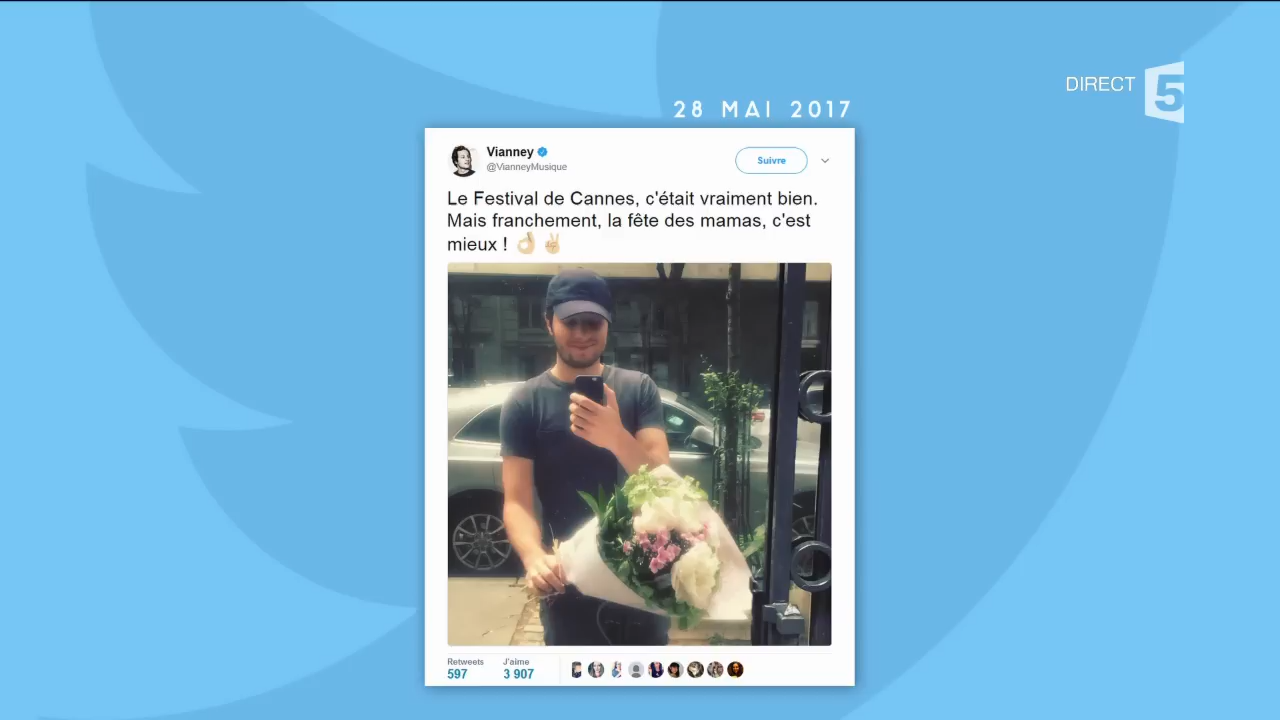 DIRECT 5
28 MAI 2017
Vianney
@VianneyMusique
Suivre
Le Festival de Cannes, c'était vraiment bien.
Mais franchement, la fête des mamas, c'est
mieux ! 👌🏼✌🏼
Retweets J'aime
597 3 907